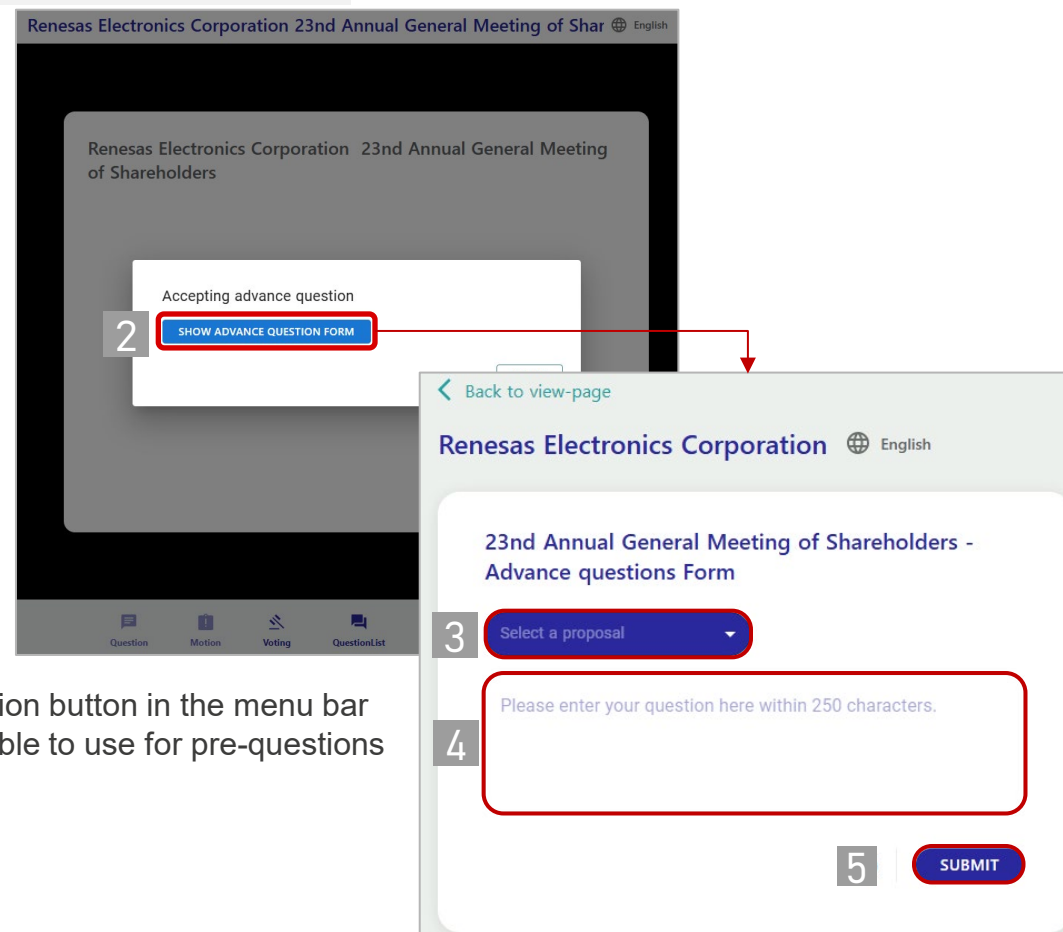 Renesas Electronics Corporation 23nd Annual General Meeting of Shar English
Renesas Electronics Corporation 23nd Annual General Meeting
of Shareholders
Accepting advance question
2
SHOW ADVANCE QUESTION FORM
Question Motion Voting QuestionList
ion button in the menu bar
ble to use for pre-questions
Back to view-page
Renesas Electronics Corporation English
23nd Annual General Meeting of Shareholders -
Advance questions Form
3
Select a proposal
4
Please enter your question here within 250 characters.
5
SUBMIT